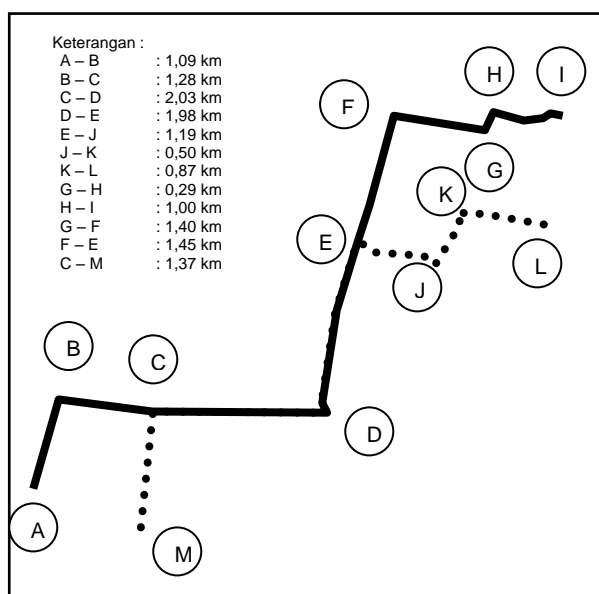 Keterangan :
A – B : 1,09 km
B – C : 1,28 km
C – D : 2,03 km
D – E : 1,98 km
E – J : 1,19 km
J – K : 0,50 km
K – L : 0,87 km
G – H : 0,29 km
H – I : 1,00 km
G – F : 1,40 km
F – E : 1,45 km
C – M : 1,37 km
H
I
F
G
K
E
L
J
B
C
D
A
M